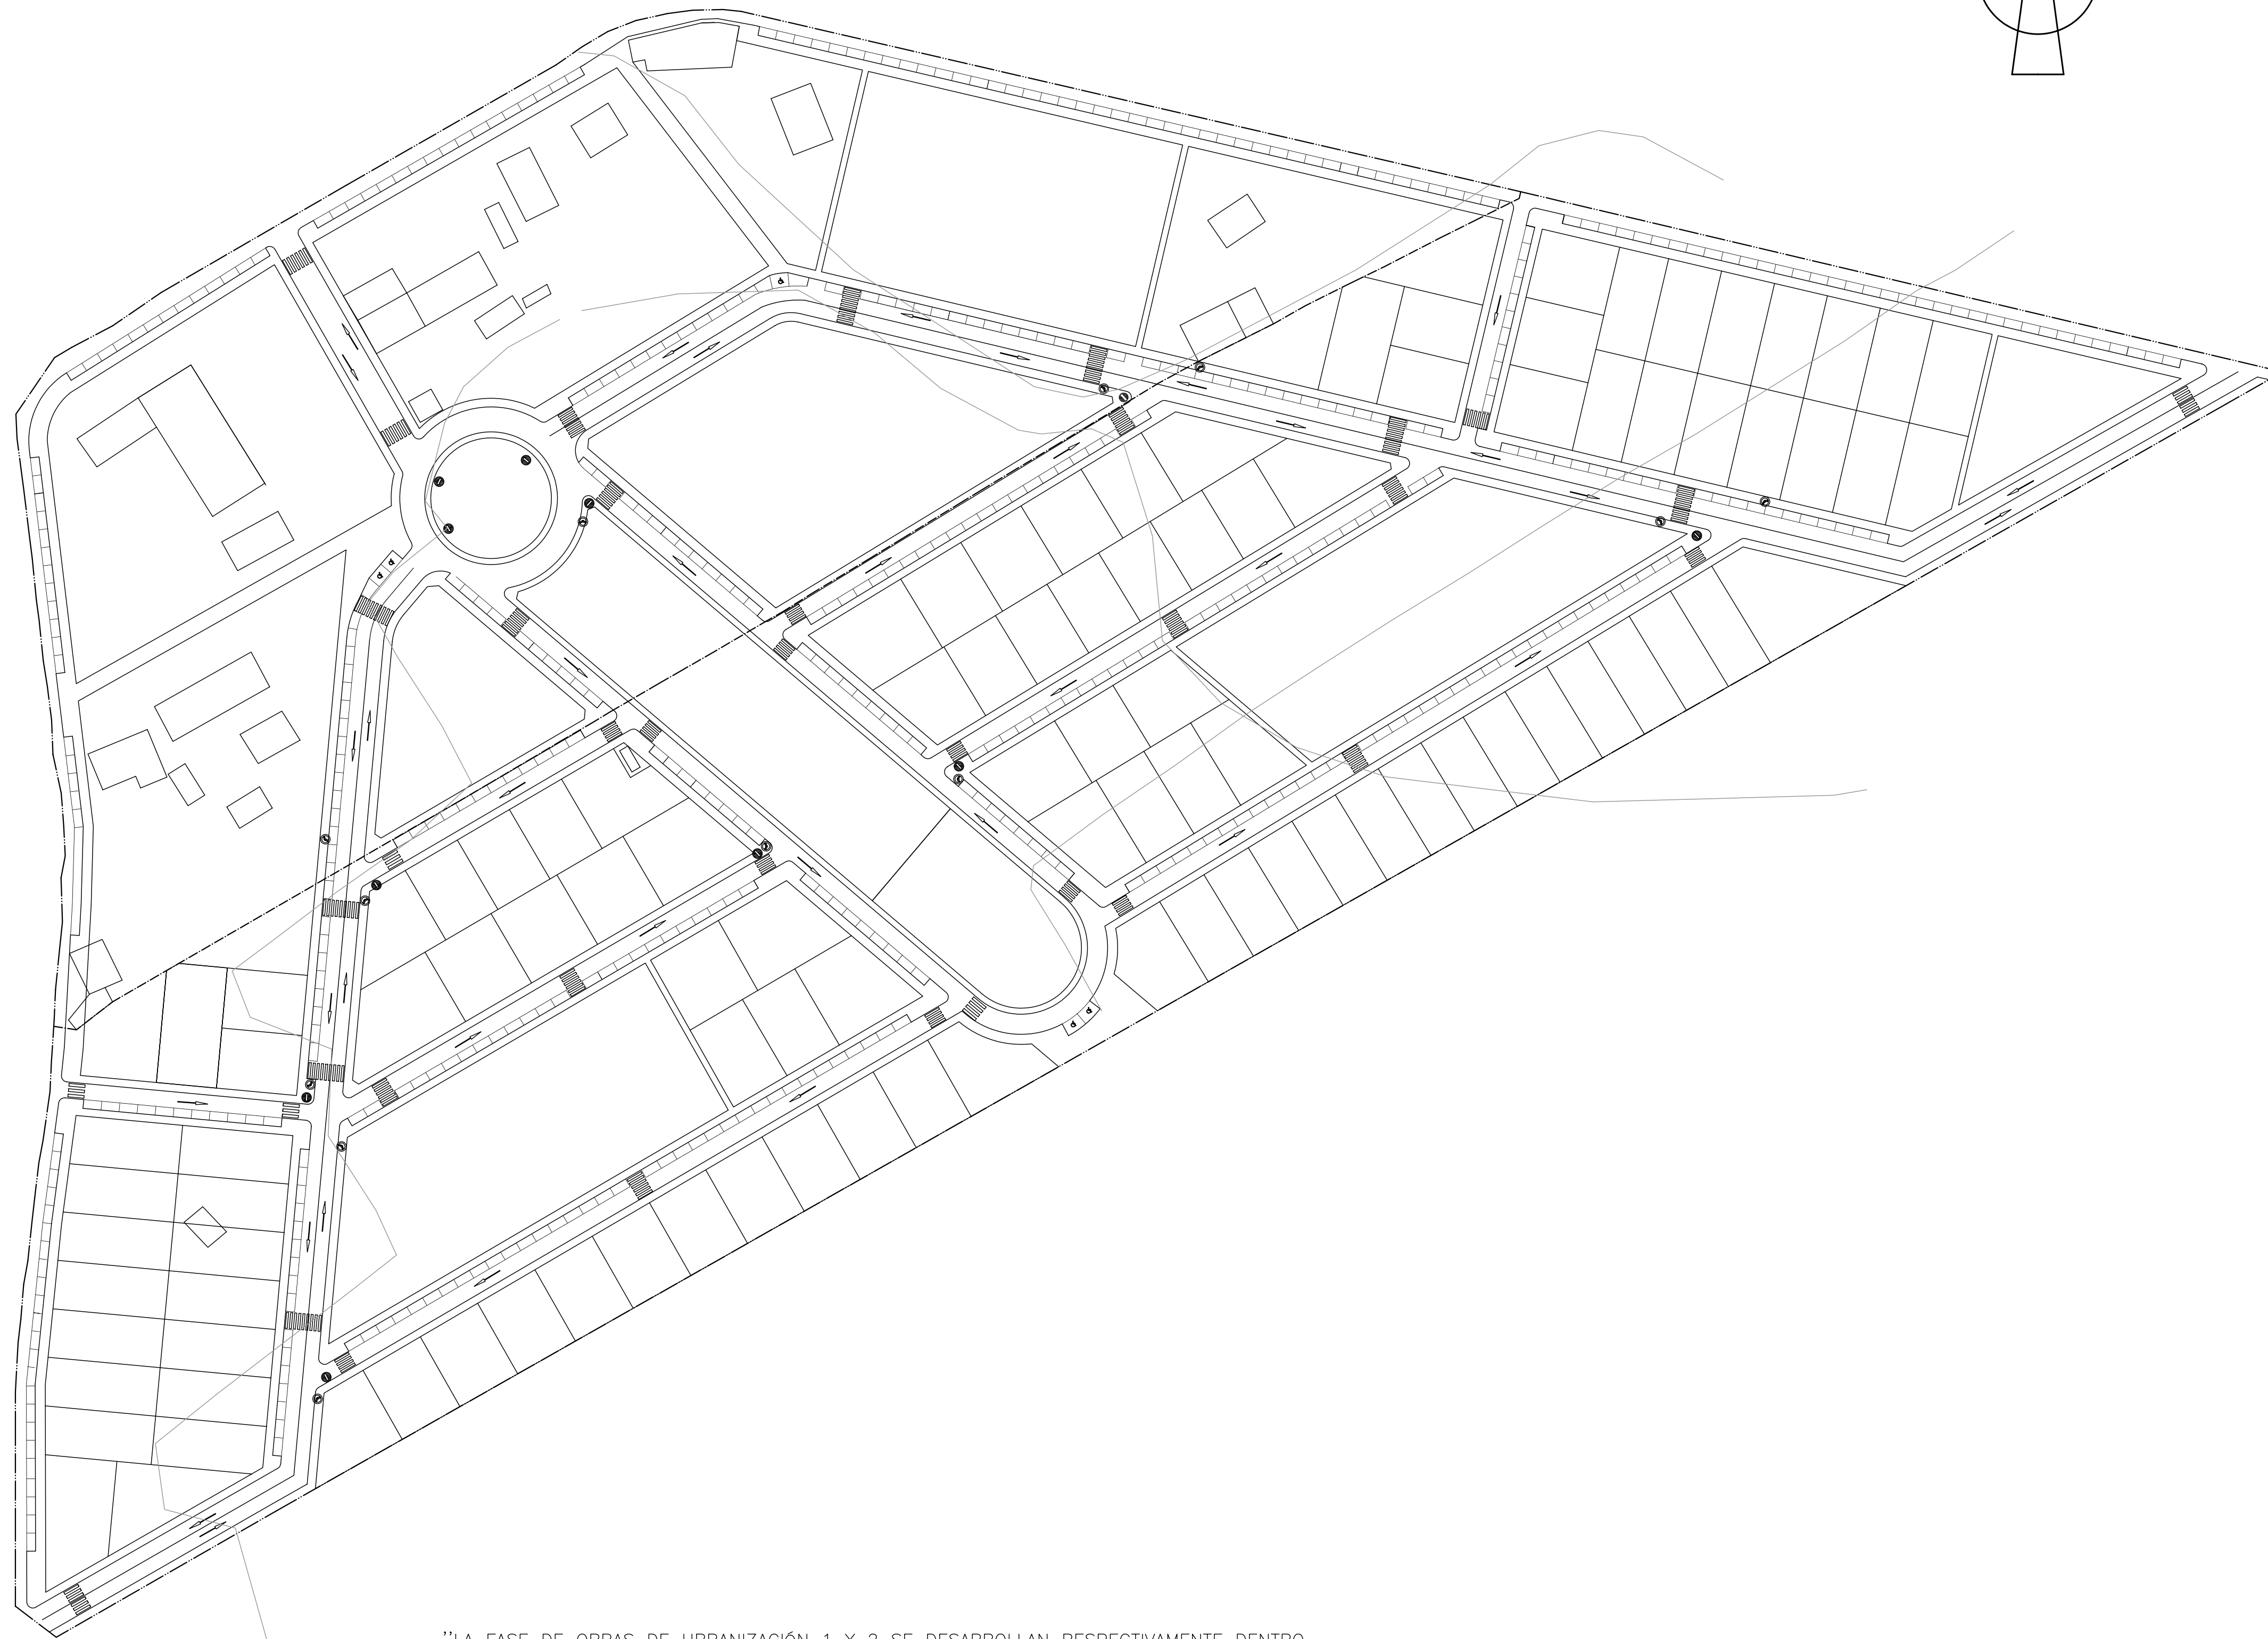 ’’LA FASE DE OBRAS DE URBANIZACIÓN 1 Y 2 SE DESARROLLAN RESPECTIVAMENTE DENTRO